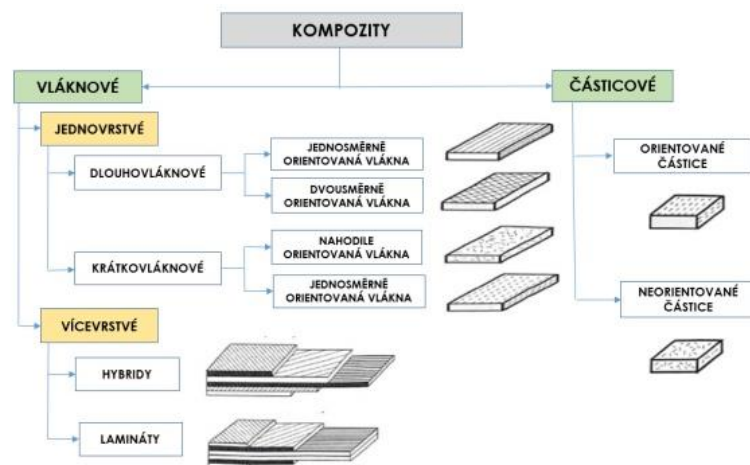 KOMPOZITY
VLÁKNOVÉ
JEDNOVRSTVÉ
DLOUHOVLÁKNOVÉ
JEDNOSMĚRNĚ
ORIENTOVANÁ VLÁKNA
DVOUSMĚRNĚ
ORIENTOVANÁ VLÁKNA
KRÁTKOVLÁKNOVÉ
NAHODILE
ORIENTOVANÁ VLÁKNA
JEDNOSMĚRNĚ
ORIENTOVANÁ VLÁKNA
VÍCEVRSTVÉ
HYBRIDY
LAMINÁTY
ČÁSTICOVÉ
ORIENTOVANÉ
ČÁSTICE
NEORIENTOVANÉ
ČÁSTICE